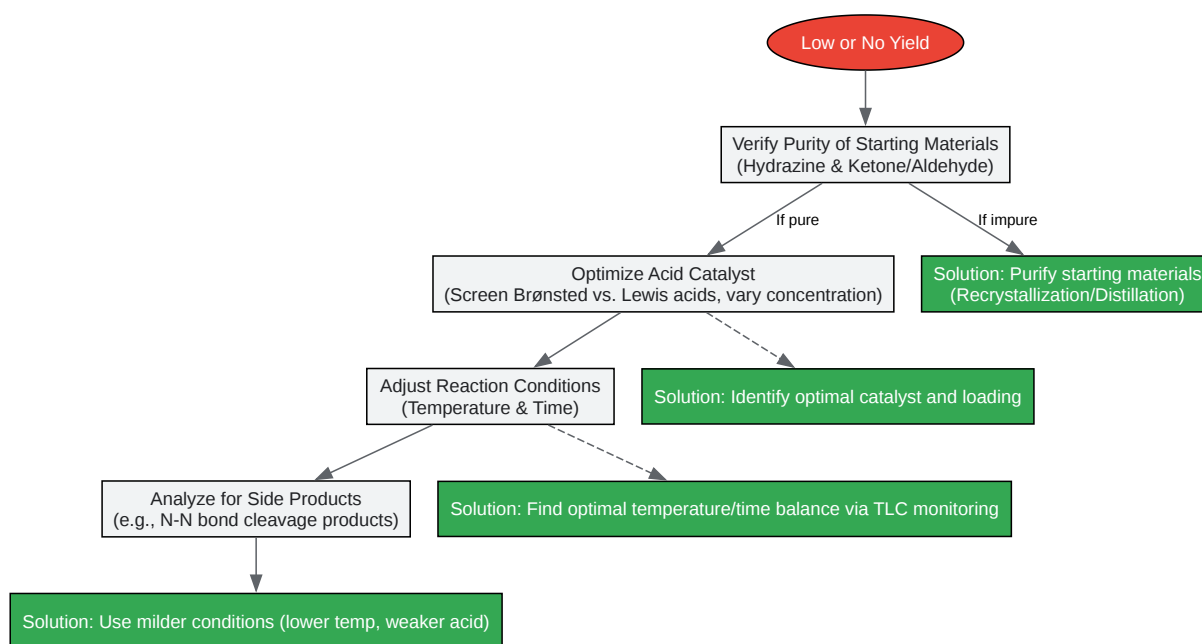 Low or No Yield
Verify Purity of Starting Materials
(Hydrazine & Ketone/Aldehyde)
If pure
If impure
Optimize Acid Catalyst
(Screen Brønsted vs. Lewis acids, vary concentration)
Solution: Purify starting materials
(Recrystallization/Distillation)
Adjust Reaction Conditions
(Temperature & Time)
Solution: Identify optimal catalyst and loading
Analyze for Side Products
(e.g., N-N bond cleavage products)
Solution: Find optimal temperature/time balance via TLC monitoring
Solution: Use milder conditions (lower temp, weaker acid)